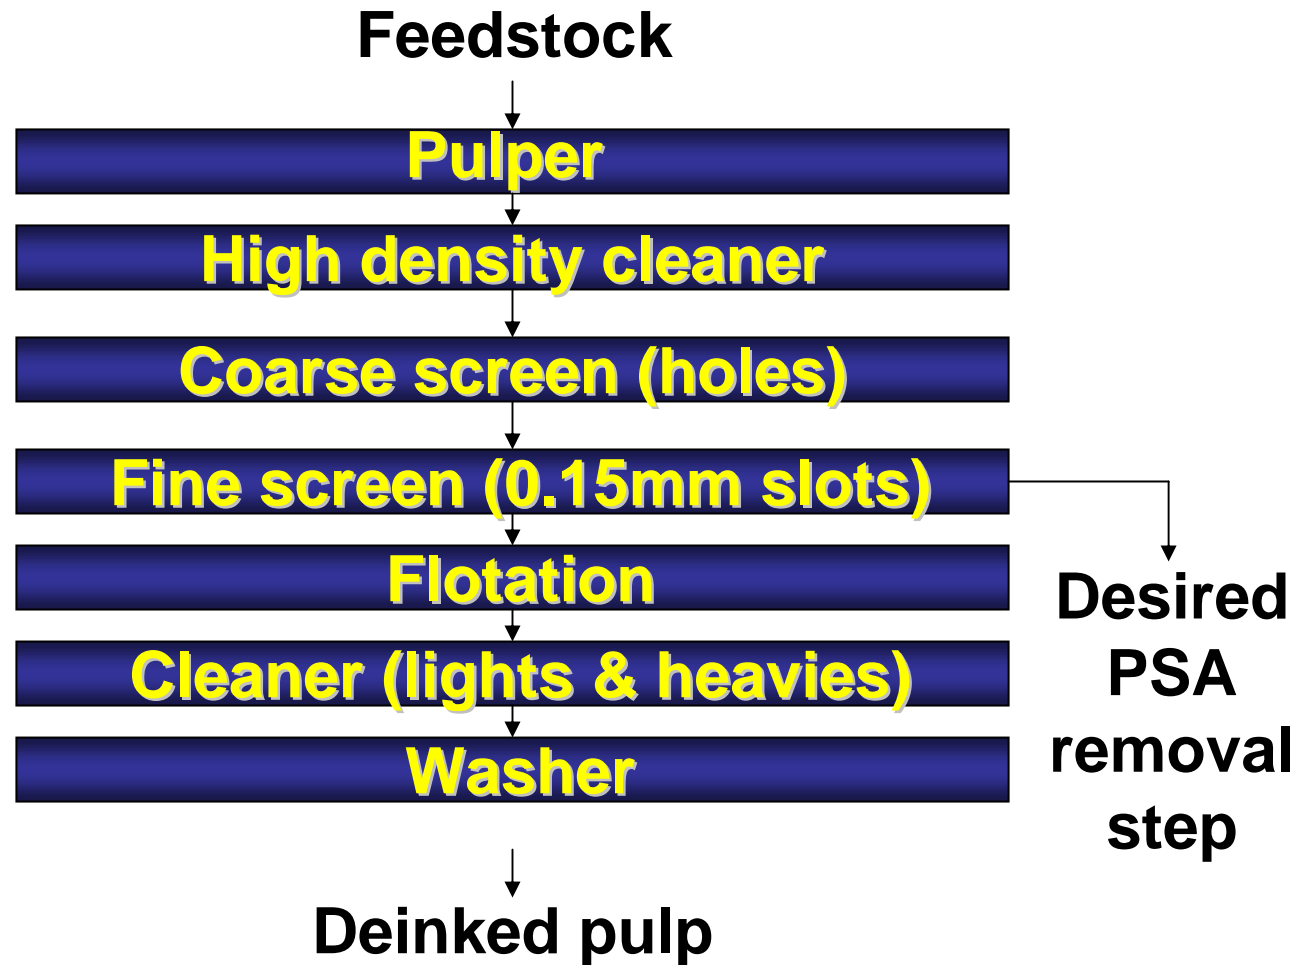 Feedstock
Pulper
High density cleaner
Coarse screen (holes)
Fine screen (0.15mm slots)
Flotation
Cleaner (lights & heavies)
Washer
Desired
PSA
removal
step
Deinked pulp